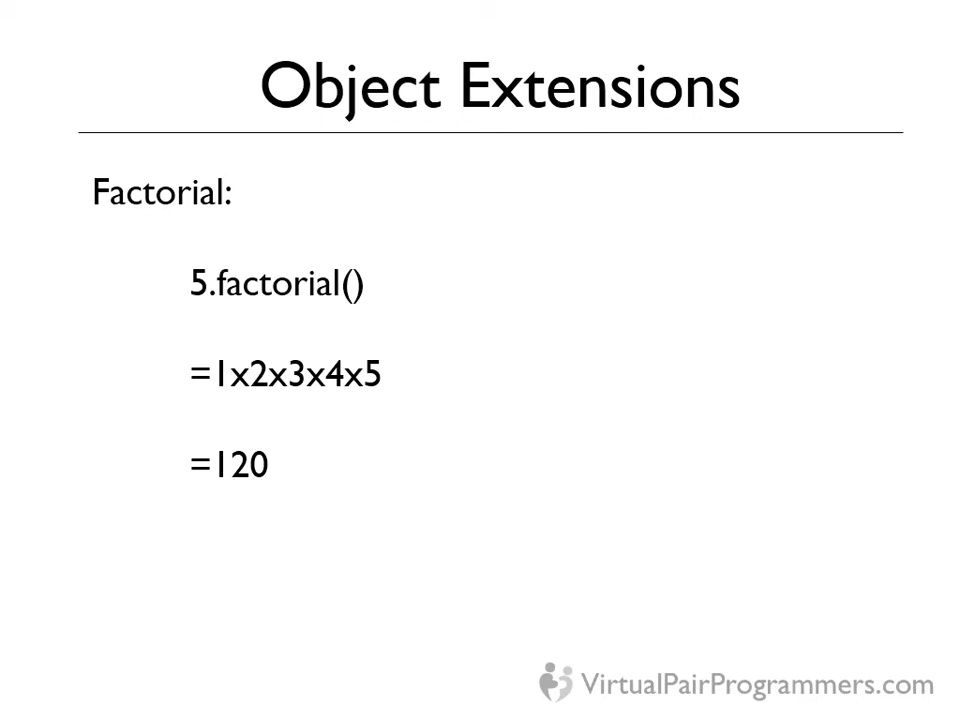 Object Extensions
Factorial:
5.factorial()
=1x2x3x4x5
=120
VirtualPairProgrammers.com